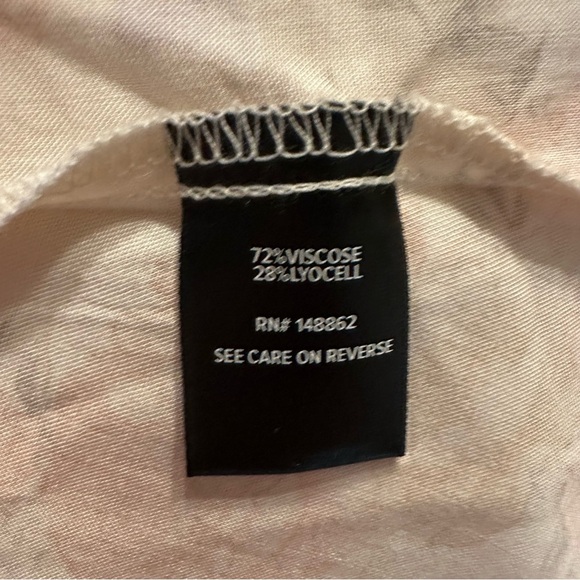 72%VISCOSE
28%LYOCELL
RN# 148862
SEE CARE ON REVERSE